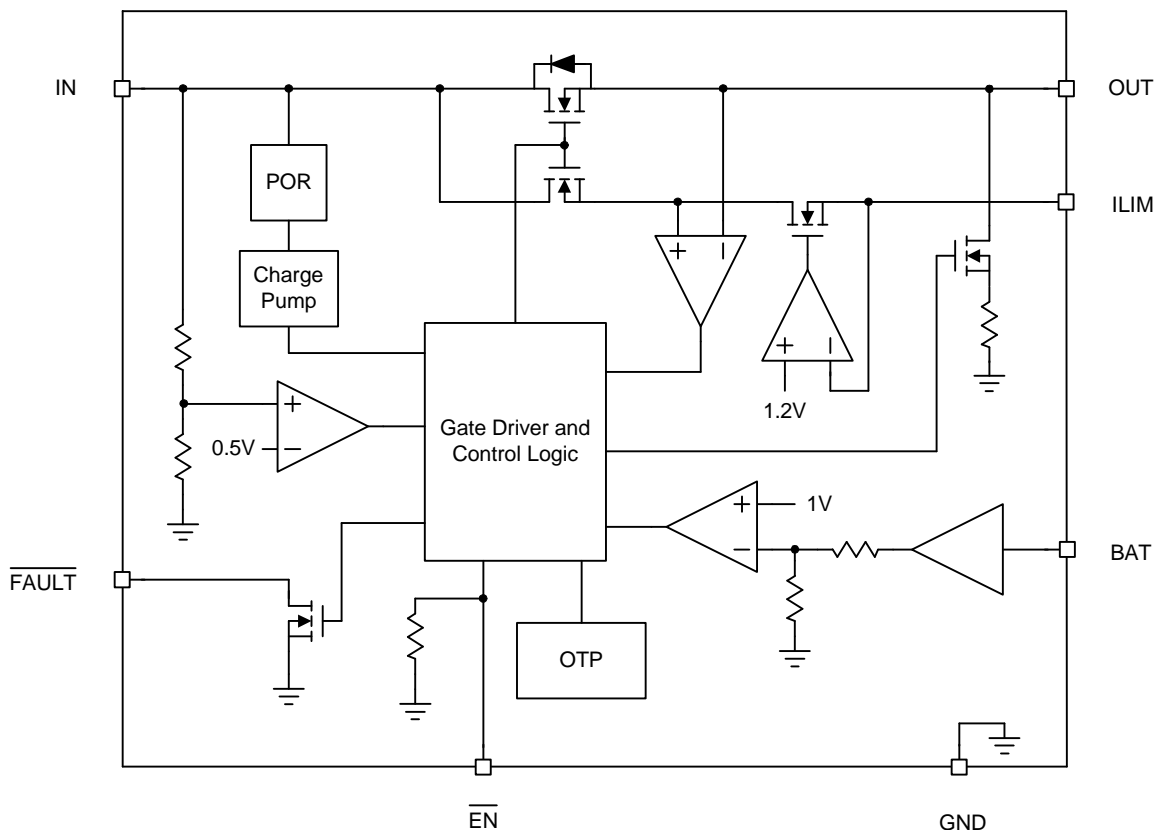 IN
OUT
POR
ILIM
Charge
Pump
+
−
+
−
1.2V
+
0.5V
−
Gate Driver and
Control Logic
+
1V
−
BAT
FAULT
OTP
EN
GND